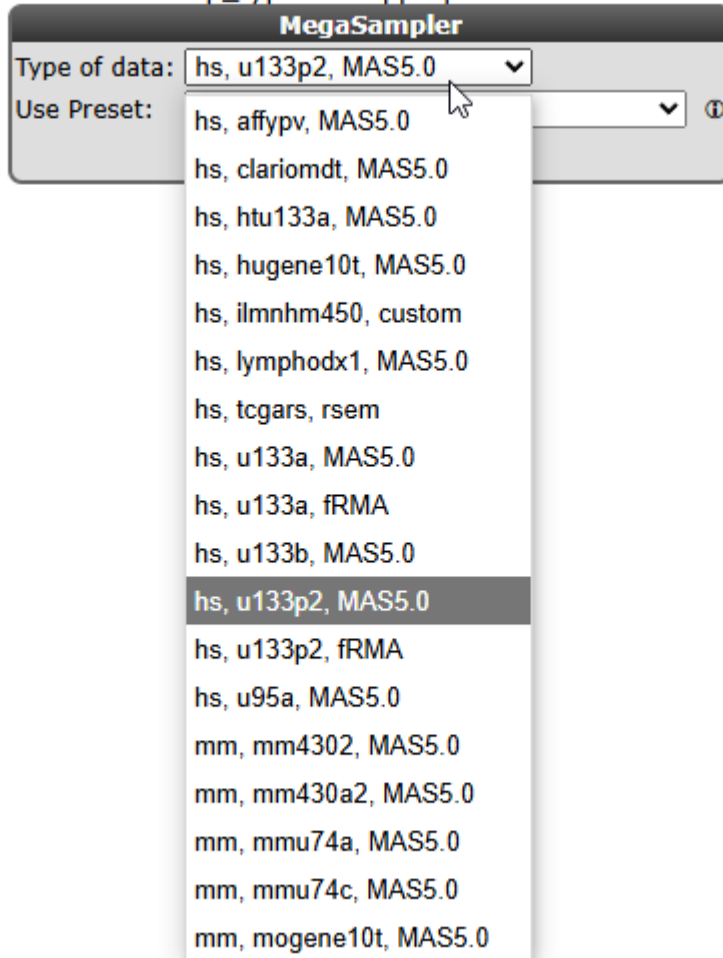 MegaSampler
Type of data: hs, u133p2, MAS5.0
Use Preset:
hs, affypv, MAS5.0
hs, clariomdt, MAS5.0
hs, htu133a, MAS5.0
hs, hugene10t, MAS5.0
hs, ilmnhm450, custom
hs, lymphodx1, MAS5.0
hs, tcgars, rsem
hs, u133a, MAS5.0
hs, u133a, fRMA
hs, u133b, MAS5.0
hs, u133p2, MAS5.0
hs, u133p2, fRMA
hs, u95a, MAS5.0
mm, mm4302, MAS5.0
mm, mm430a2, MAS5.0
mm, mmu74a, MAS5.0
mm, mmu74c, MAS5.0
mm, mogene10t, MAS5.0